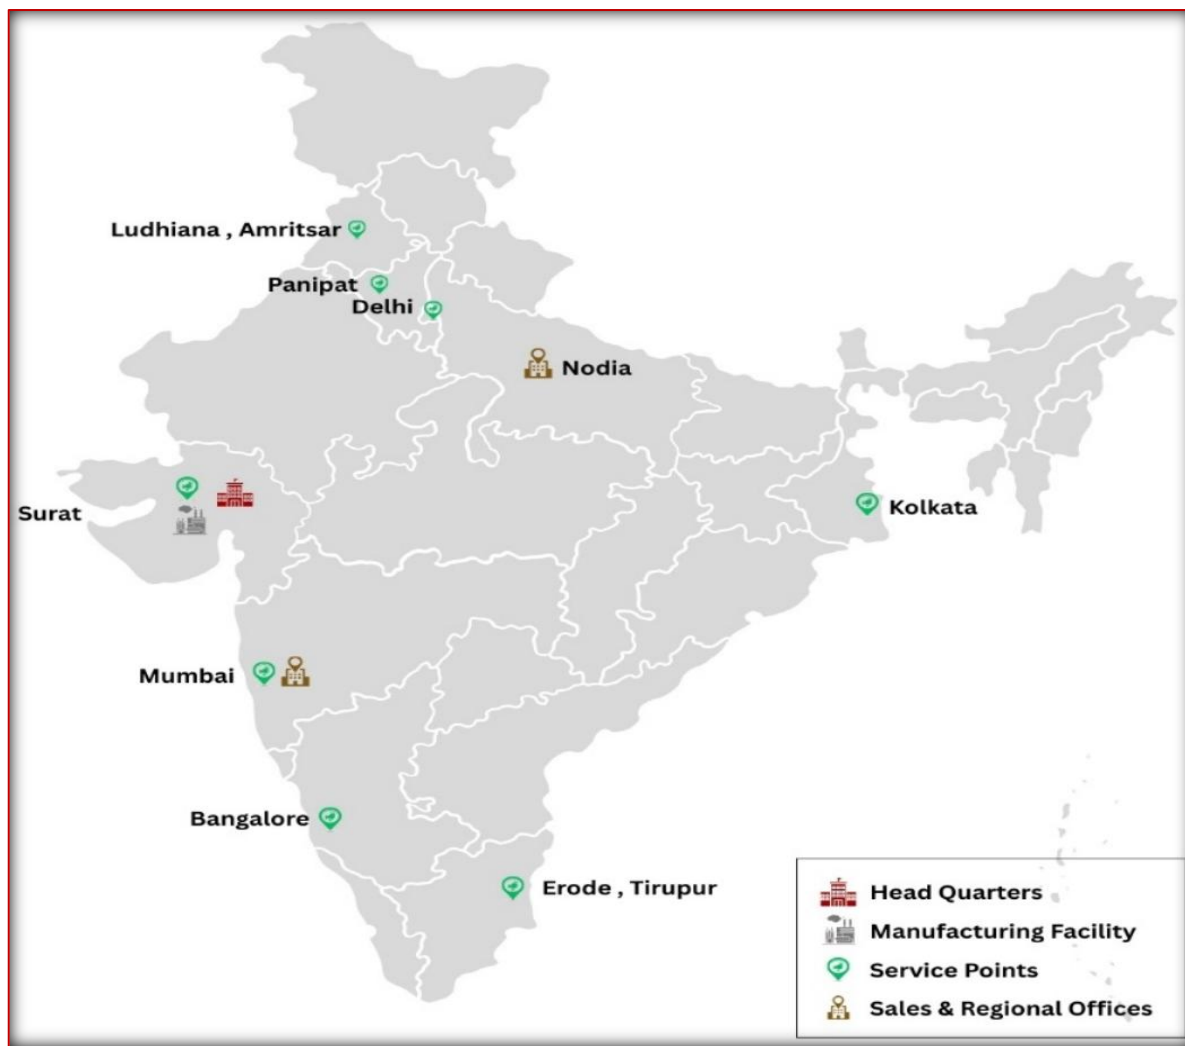 Ludhiana , Amritsar
Panipat
Delhi
Nodia
Surat
Kolkata
Mumbai
Bangalore
Erode , Tirupur
Head Quarters
Manufacturing Facility
Service Points
Sales & Regional Offices